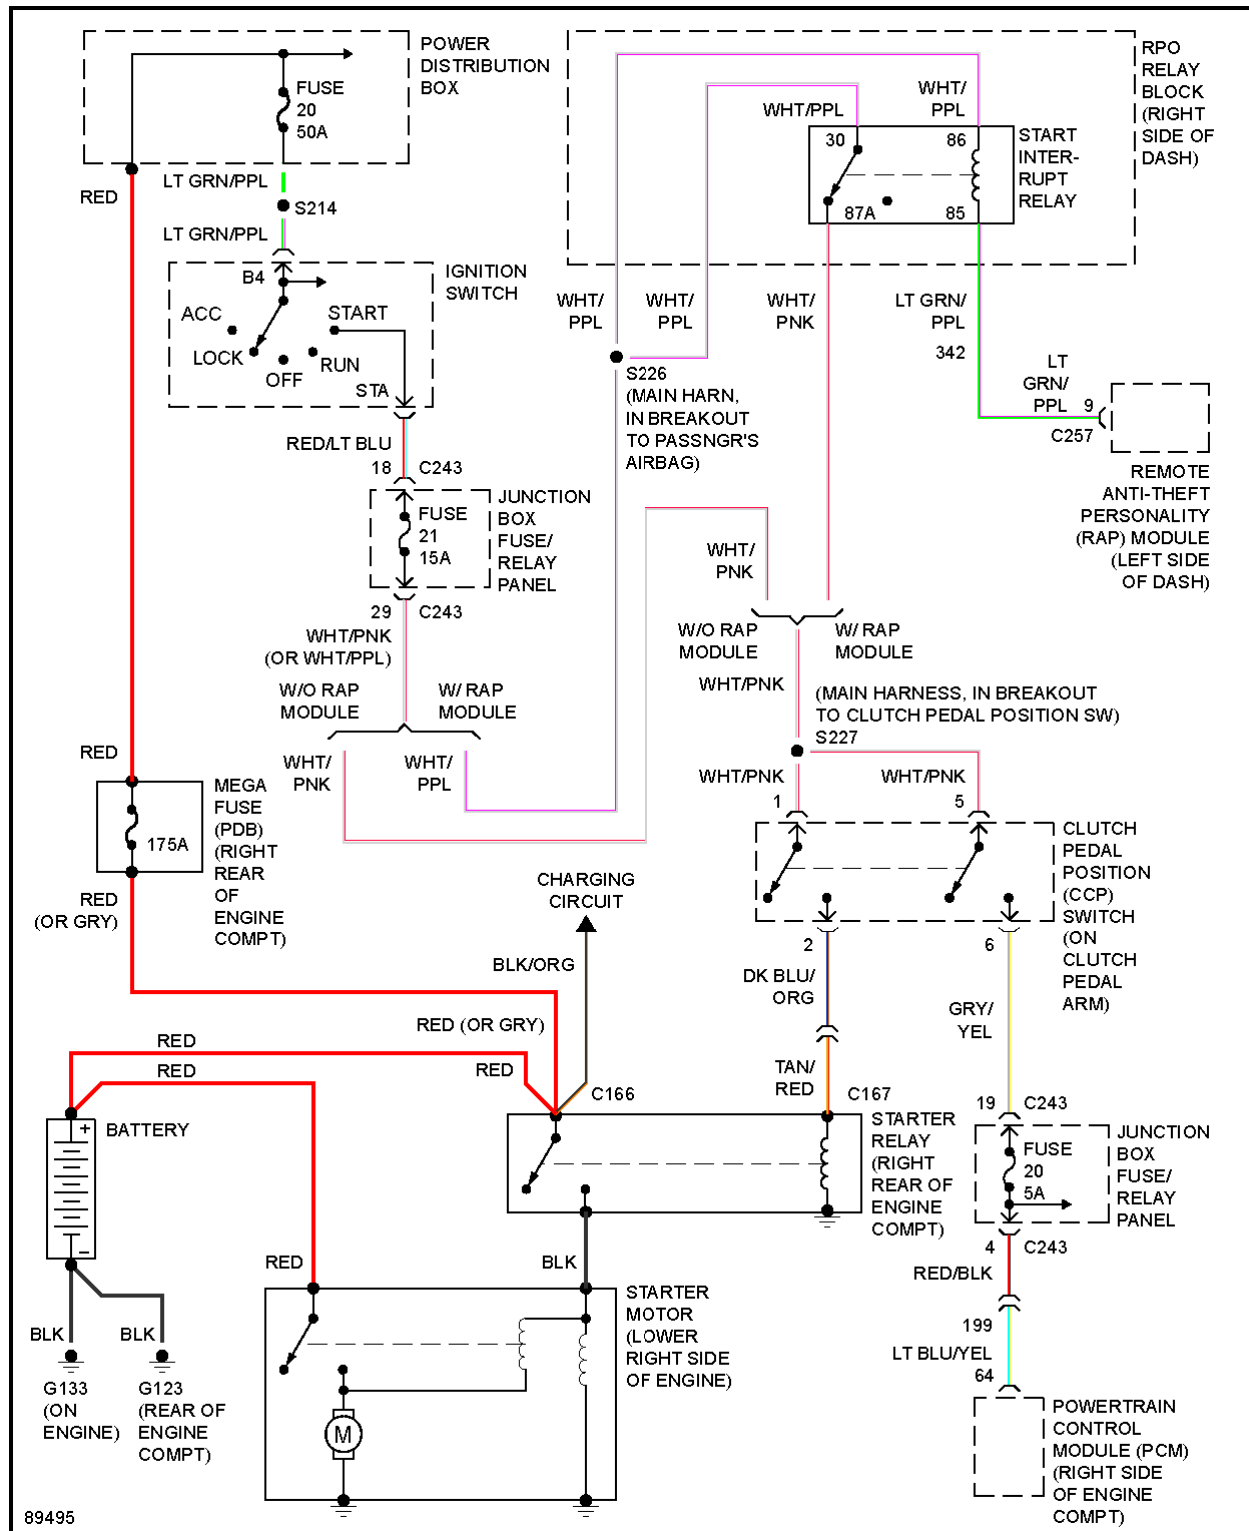 POWER
DISTRIBUTION
BOX
FUSE
20
50A
RED
LT GRN/PPL
S214
LT GRN/PPL
B4
IGNITION
SWITCH
ACC
START
LOCK
RUN
OFF
STA
RED/LT BLU
18
C243
JUNCTION
BOX
FUSE/
RELAY
PANEL
FUSE
21
15A
29
C243
WHT/PNK
(OR WHT/PPL)
W/O RAP
MODULE
W/ RAP
MODULE
WHT/
PNK
WHT/
PPL
RPO
RELAY
BLOCK
(RIGHT
SIDE OF
DASH)
WHT/PPL
WHT/
PPL
30
86
87A
85
START
INTER-
RUPT
RELAY
WHT/
PPL
WHT/
PPL
WHT/
PNK
LT GRN/
PPL
342
S226
(MAIN HARN,
IN BREAKOUT
TO PASSNGR'S
AIRBAG)
LT
GRN/
PPL
9
C257
REMOTE
ANTI-THEFT
PERSONALITY
(RAP) MODULE
(LEFT SIDE
OF DASH)
WHT/
PNK
W/O RAP
MODULE
W/ RAP
MODULE
WHT/PNK
(MAIN HARNESS, IN BREAKOUT
TO CLUTCH PEDAL POSITION SW)
S227
WHT/PNK
WHT/PNK
1
5
CLUTCH
PEDAL
POSITION
(CCP)
SWITCH
(ON
CLUTCH
PEDAL
ARM)
2
6
DK BLU/
ORG
GRY/
YEL
TAN/
RED
RED
MEGA
FUSE
(PDB)
(RIGHT
REAR
OF
ENGINE
COMPT)
175A
RED
(OR GRY)
CHARGING
CIRCUIT
BLK/ORG
RED (OR GRY)
RED
RED
RED
C166
C167
BATTERY
+
-
STARTER
RELAY
(RIGHT
REAR OF
ENGINE
COMPT)
19
C243
JUNCTION
BOX
FUSE/
RELAY
PANEL
FUSE
20
5A
4
C243
RED/BLK
199
LT BLU/YEL
64
POWERTRAIN
CONTROL
MODULE (PCM)
(RIGHT SIDE
OF ENGINE
COMPT)
RED
BLK
STARTER
MOTOR
(LOWER
RIGHT SIDE
OF ENGINE)
M
BLK
BLK
G133
(ON
ENGINE)
G123
(REAR OF
ENGINE
COMPT)
89495